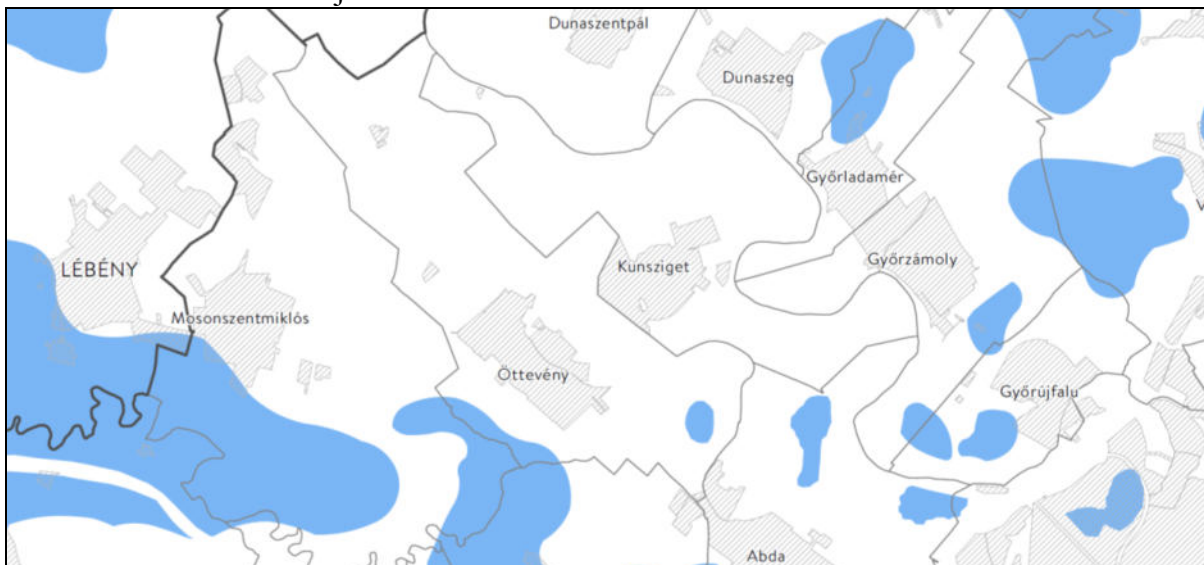 Dunaszentpál
Dunaszeg
Győrladamér
LÉBÉNY
Kunsziget
Győrzámoly
Mosonszentmiklós
Öttevény
Győrújfalu
Abda